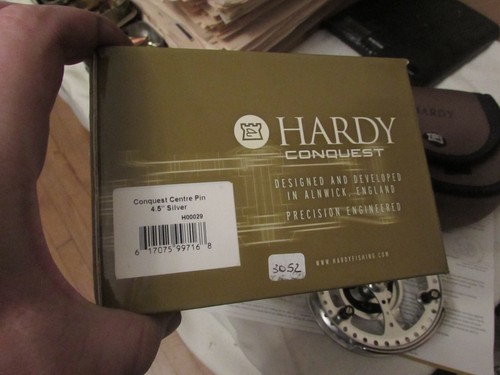 HARDY
CONQUEST
DESIGNED AND DEVELOPED
IN ALNWICK, ENGLAND
PRECISION ENGINEERED
Conquest Centre Pin
4.5" Silver
H00029
6 17075 99716 8
3052
WWW.HARDYFISHING.COM
HARDY